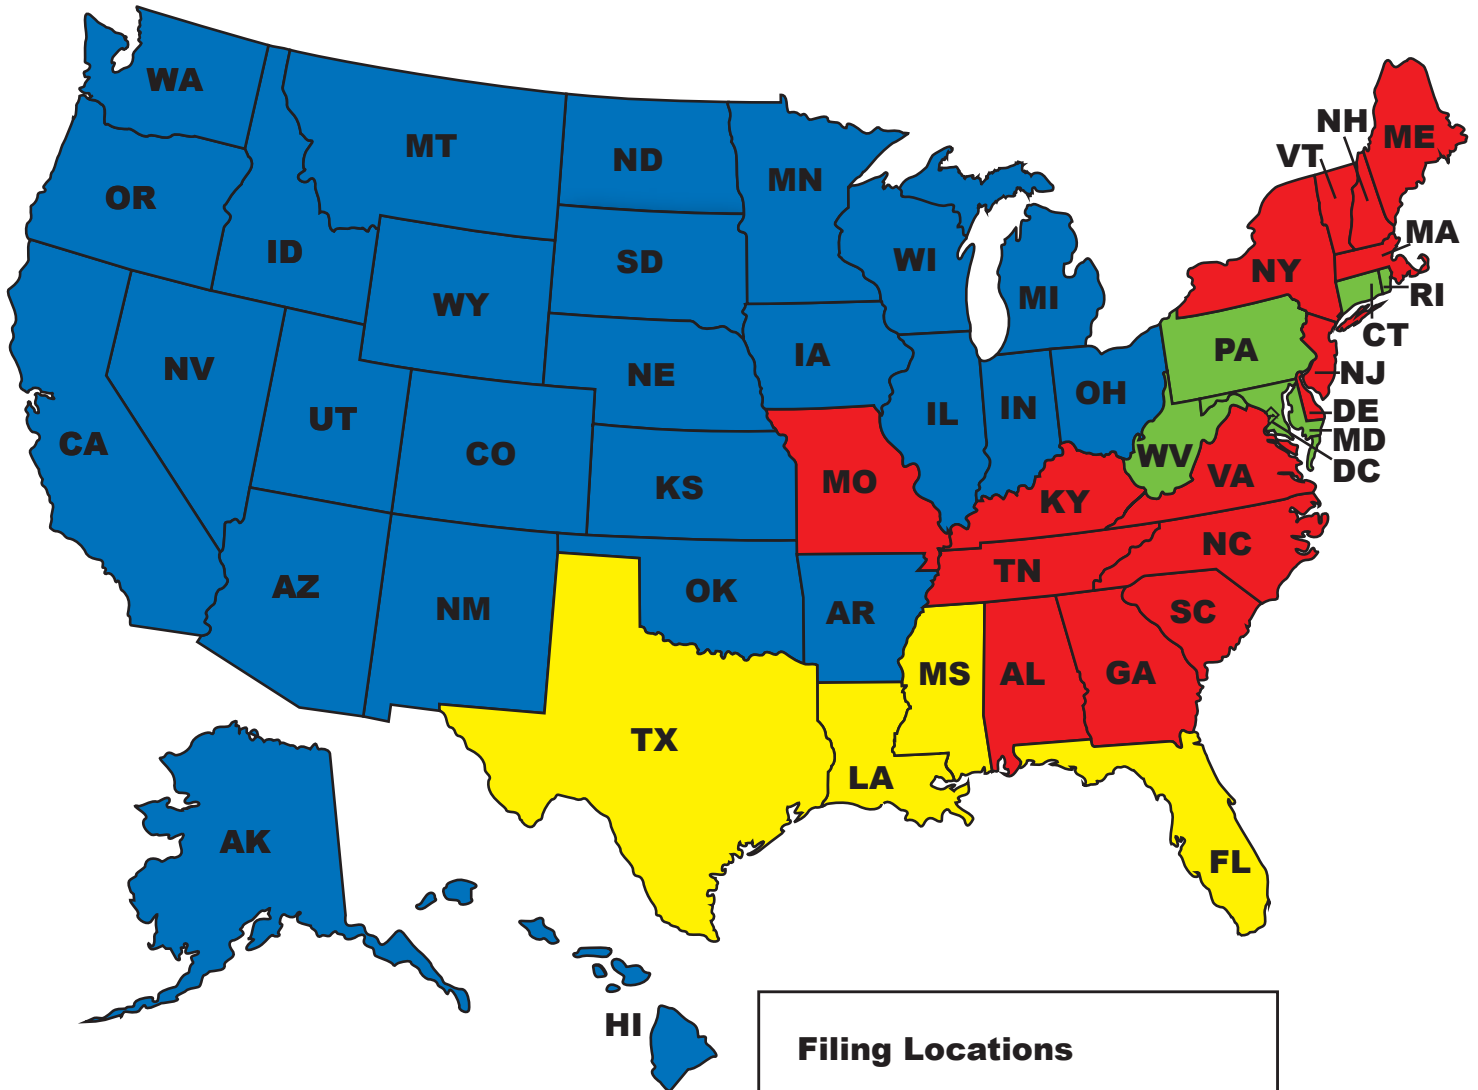 WA
MT
ND
MN
NH
ME
VT
OR
ID
SD
WI
MA
WY
MI
NY
RI
NV
NE
IA
PA
CT
NJ
UT
CO
IL
IN
OH
DE
CA
KS
MO
WV
VA
MD
DC
KY
AZ
NM
OK
AR
TN
NC
SC
MS
AL
GA
TX
LA
AK
FL
HI
Filing Locations